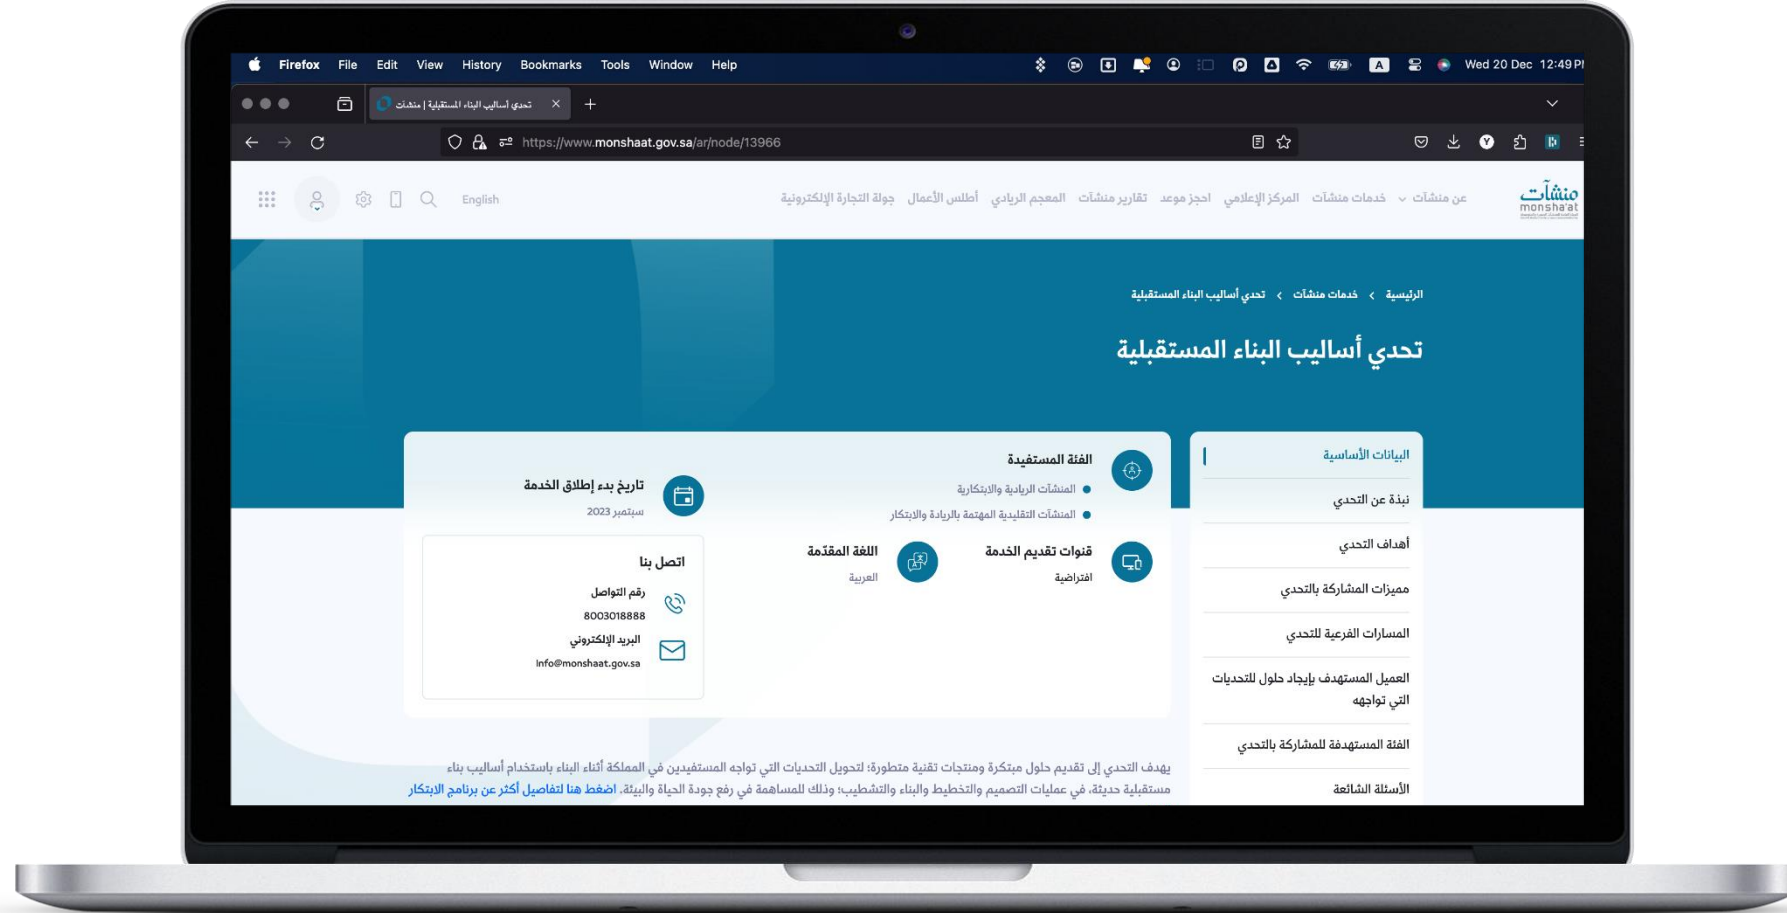 Firefox File Edit View History Bookmarks Tools Window Help
Wed 20 Dec 12:49
تحدي أساليب البناء المستقبلية | منشآت
https://www.monshaat.gov.sa/ar/node/13966
منشآت
monsha'at
عن منشآت خدمات منشآت المركز الإعلامي احجز موعد تقارير منشآت المعجم الريادي أطلس الأعمال جولة التجارة الإلكترونية
English
الرئيسية › خدمات منشآت › تحدي أساليب البناء المستقبلية
تحدي أساليب البناء المستقبلية
البيانات الأساسية
نبذة عن التحدي
أهداف التحدي
مميزات المشاركة بالتحدي
المسارات الفرعية للتحدي
العميل المستهدف بإيجاد حلول للتحديات
التي تواجهه
الفئة المستهدفة للمشاركة بالتحدي
الأسئلة الشائعة
الفئة المستفيدة
المنشآت الريادية والابتكارية
المنشآت التقليدية المهتمة بالريادة والابتكار
قنوات تقديم الخدمة
افتراضية
اللغة المقدّمة
العربية
تاريخ بدء إطلاق الخدمة
سبتمبر 2023
اتصل بنا
رقم التواصل
8003018888
البريد الإلكتروني
Info@monshaat.gov.sa
يهدف التحدي إلى تقديم حلول مبتكرة ومنتجات تقنية متطورة؛ لتحويل التحديات التي تواجه المستفيدين في المملكة أثناء البناء باستخدام أساليب بناء
مستقبلية حديثة، في عمليات التصميم والتخطيط والبناء والتشطيب؛ وذلك للمساهمة في رفع جودة الحياة والبيئة. اضغط هنا لتفاصيل أكثر عن برنامج الابتكار